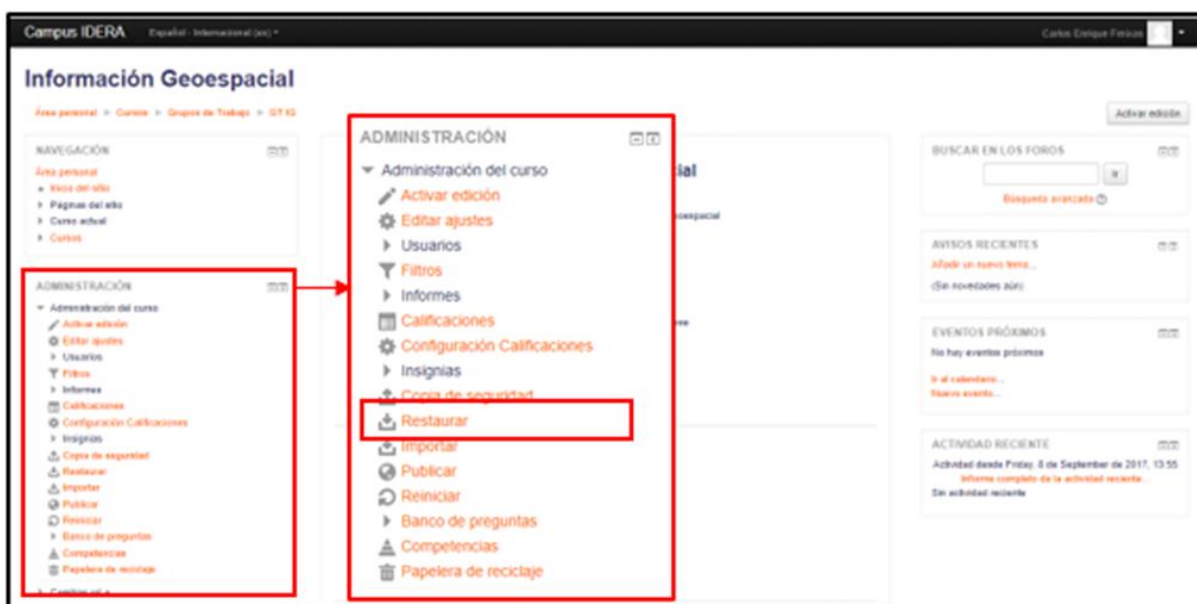 Campus IDERA Español - Internacional (es)
Carlos Enrique
Información Geoespacial
Área personal Cursos Grupos de Trabajo GT IG
Activar edición
NAVEGACIÓN
Área personal
Inicio del sitio
Páginas del sitio
Curso actual
Cursos
ADMINISTRACIÓN
Administración del curso
Activar edición
Editar ajustes
Usuarios
Filtros
Informes
Calificaciones
Configuración Calificaciones
Insignias
Copia de seguridad
Restaurar
Importar
Publicar
Reiniciar
Banco de preguntas
Competencias
Papelera de reciclaje
ADMINISTRACIÓN
Administración del curso
Activar edición
Editar ajustes
Usuarios
Filtros
Informes
Calificaciones
Configuración Calificaciones
Insignias
Copia de seguridad
Restaurar
Importar
Publicar
Reiniciar
Banco de preguntas
Competencias
Papelera de reciclaje
BUSCAR EN LOS FOROS
Ir
Búsqueda avanzada
AVISOS RECIENTES
Añadir un nuevo tema...
(Sin novedades aún)
EVENTOS PRÓXIMOS
No hay eventos próximos
Ir al calendario...
Nuevo evento...
ACTIVIDAD RECIENTE
Actividad desde Friday, 8 de September de 2017, 13:55
Informe completo de la actividad reciente...
Sin actividad reciente